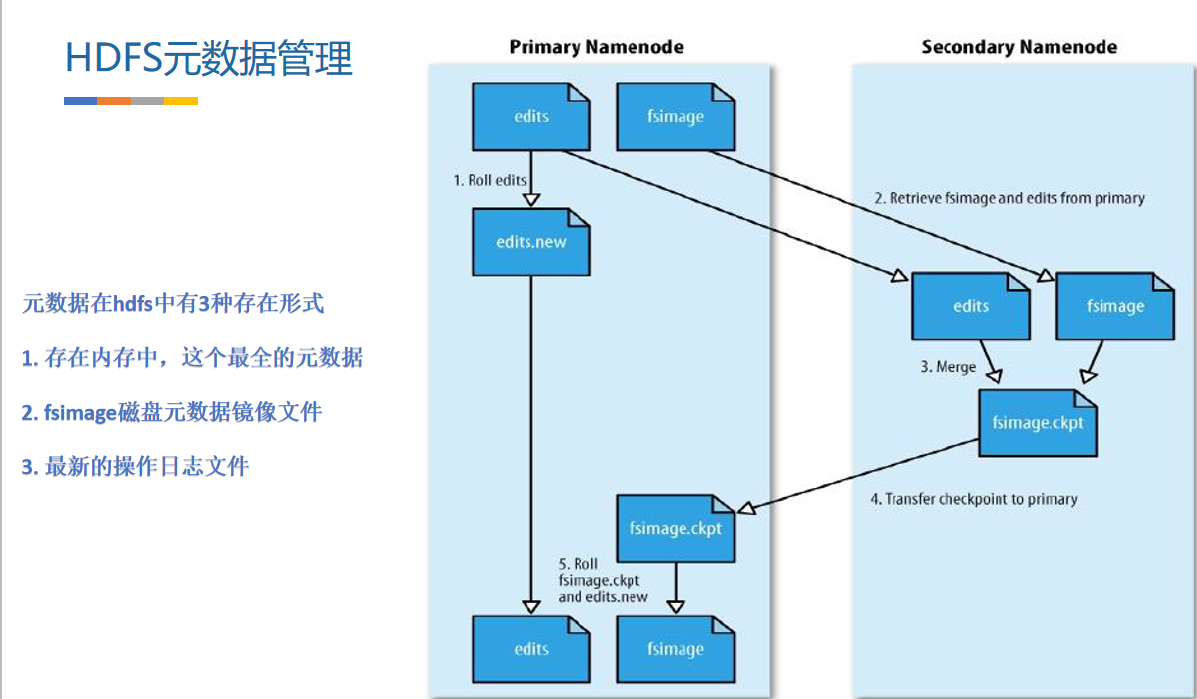 HDFS元数据管理
元数据在hdfs中有3种存在形式
1. 存在内存中，这个最全的元数据
2. fsimage磁盘元数据镜像文件
3. 最新的操作日志文件
Primary Namenode
Secondary Namenode
edits
fsimage
1. Roll edits
2. Retrieve fsimage and edits from primary
edits.new
edits
fsimage
3. Merge
fsimage.ckpt
4. Transfer checkpoint to primary
fsimage.ckpt
5. Roll
fsimage.ckpt
and edits.new
edits
fsimage